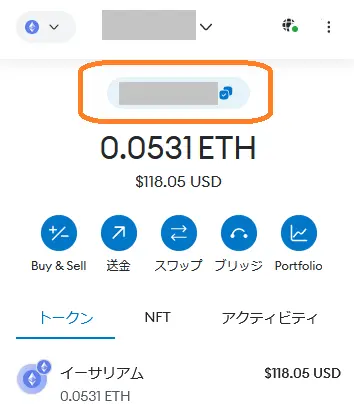 0.0531 ETH
$118.05 USD
Buy & Sell
送金
スワップ
ブリッジ
Portfolio
トークン
NFT
アクティビティ
イーサリアム
$118.05 USD
0.0531 ETH